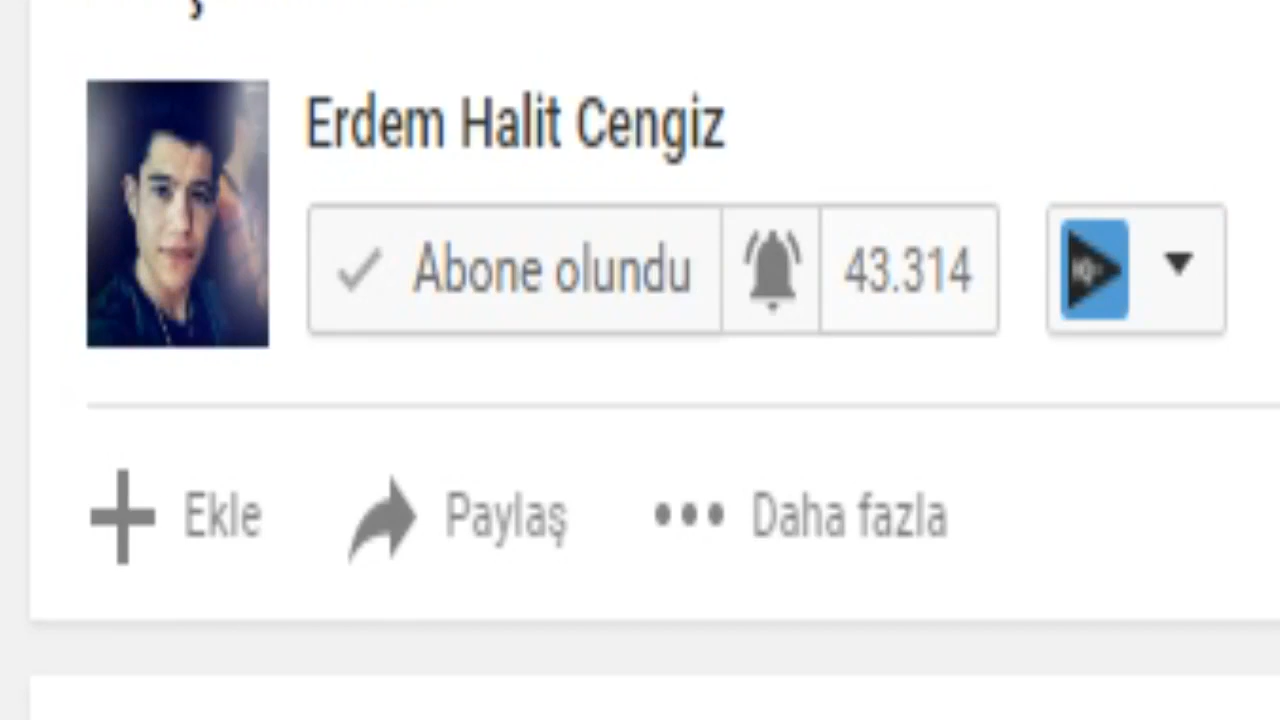 Erdem Halit Cengiz
Abone olundu 43.314
Ekle Paylaş Daha fazla